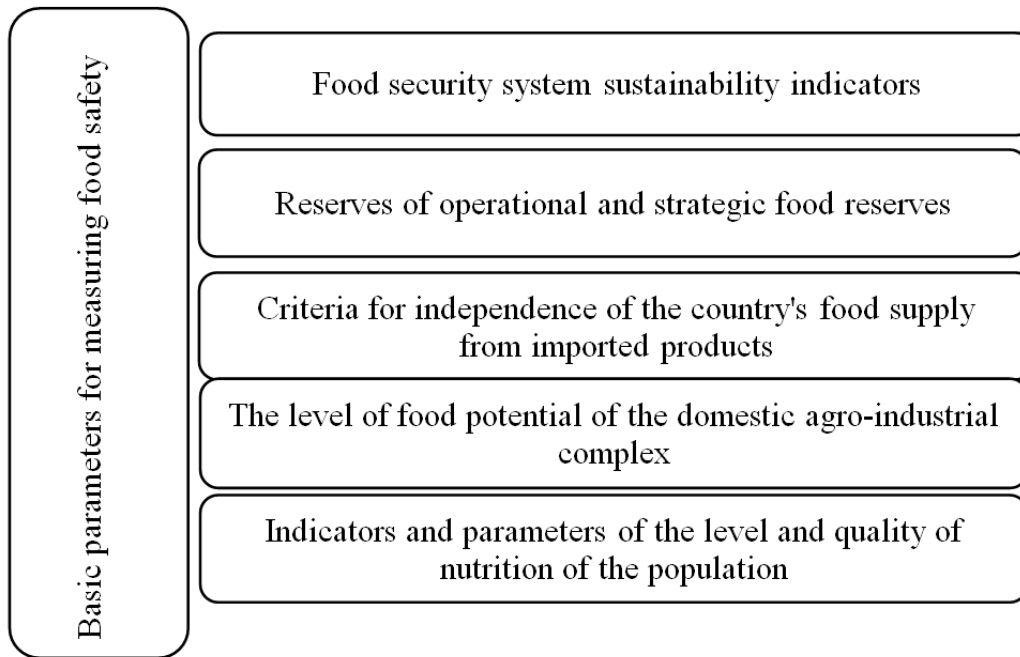 Basic parameters for measuring food safety
Food security system sustainability indicators
Reserves of operational and strategic food reserves
Criteria for independence of the country's food supply
from imported products
The level of food potential of the domestic agro-industrial
complex
Indicators and parameters of the level and quality of
nutrition of the population